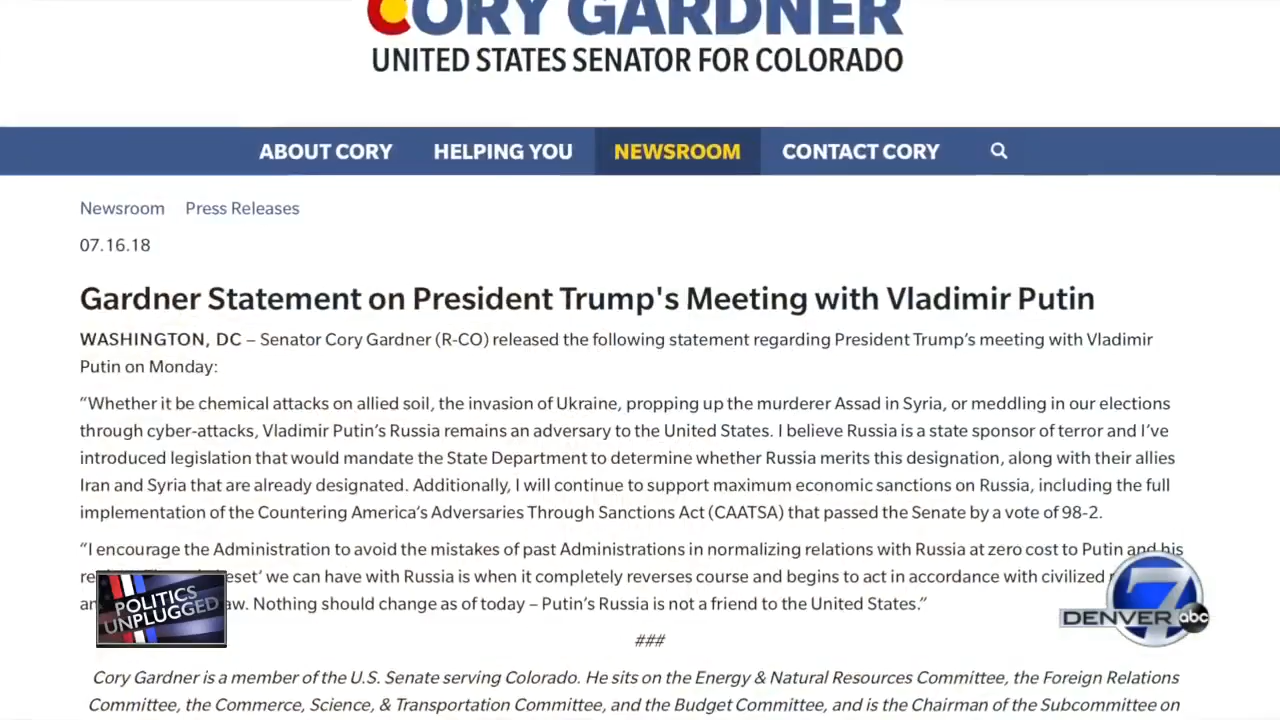 CORY GARDNER
UNITED STATES SENATOR FOR COLORADO
ABOUT CORY HELPING YOU NEWSROOM CONTACT CORY
Newsroom Press Releases
07.16.18
Gardner Statement on President Trump's Meeting with Vladimir Putin
WASHINGTON, DC – Senator Cory Gardner (R-CO) released the following statement regarding President Trump’s meeting with Vladimir
Putin on Monday:
“Whether it be chemical attacks on allied soil, the invasion of Ukraine, propping up the murderer Assad in Syria, or meddling in our elections
through cyber-attacks, Vladimir Putin’s Russia remains an adversary to the United States. I believe Russia is a state sponsor of terror and I’ve
introduced legislation that would mandate the State Department to determine whether Russia merits this designation, along with their allies
Iran and Syria that are already designated. Additionally, I will continue to support maximum economic sanctions on Russia, including the full
implementation of the Countering America’s Adversaries Through Sanctions Act (CAATSA) that passed the Senate by a vote of 98-2.
“I encourage the Administration to avoid the mistakes of past Administrations in normalizing relations with Russia at zero cost to Putin and his
we can have with Russia is when it completely reverses course and begins to act in accordance with civilized
Nothing should change as of today – Putin’s Russia is not a friend to the United States.”
POLITICS
UNPLUGGED
DENVER 7 abc
###
Cory Gardner is a member of the U.S. Senate serving Colorado. He sits on the Energy & Natural Resources Committee, the Foreign Relations
Committee, the Commerce, Science, & Transportation Committee, and the Budget Committee, and is the Chairman of the Subcommittee on